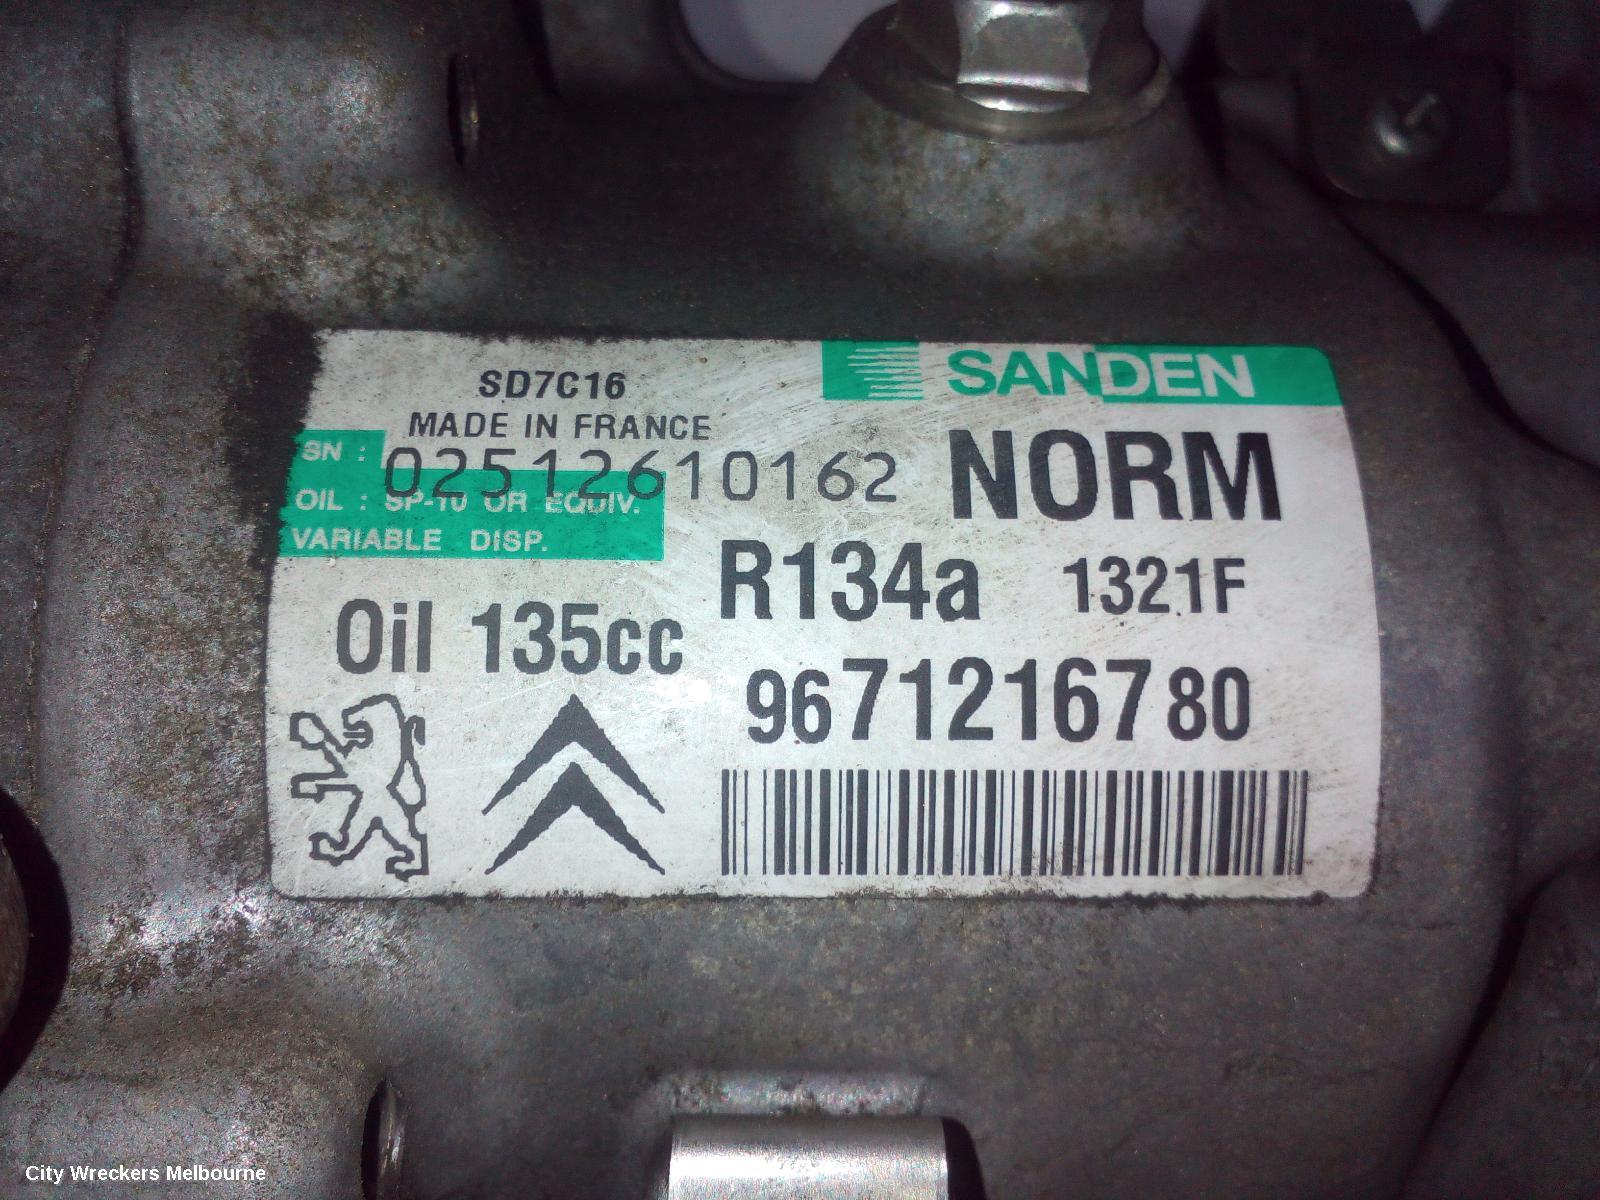 SANDEN
SD7C16
MADE IN FRANCE
SN : 02512610162
NORM
OIL : SP-10 OR EQUIV.
VARIABLE DISP.
R134a 1321F
Oil 135cc
9671216780
City Wreckers Melbourne